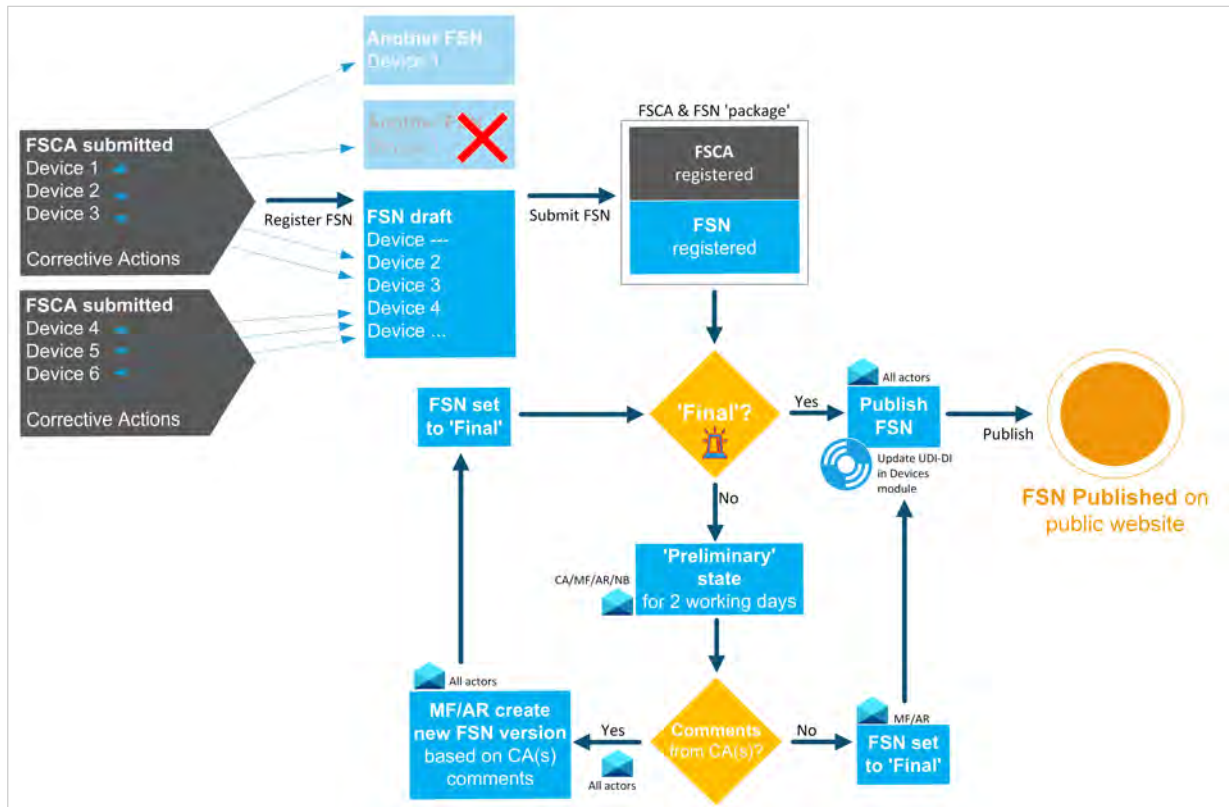 Another FSN
Device 1
Another FSN
FSCA & FSN 'package'
FSCA submitted
Device 1
Device 2
Device 3
Corrective Actions
Register FSN
FSN draft
Device ---
Device 2
Device 3
Device 4
Device ...
Submit FSN
FSCA
registered
FSN
registered
FSCA submitted
Device 4
Device 5
Device 6
Corrective Actions
FSN set
to 'Final'
'Final'?
Yes
All actors
Publish
FSN
Update UDI-DI
in Devices
module
Publish
FSN Published on
public website
No
CA/MF/AR/NB
'Preliminary'
state
for 2 working days
All actors
MF/AR create
new FSN version
based on CA(s)
comments
Yes
All actors
Comments
from CA(s)?
No
MF/AR
FSN set
to 'Final'